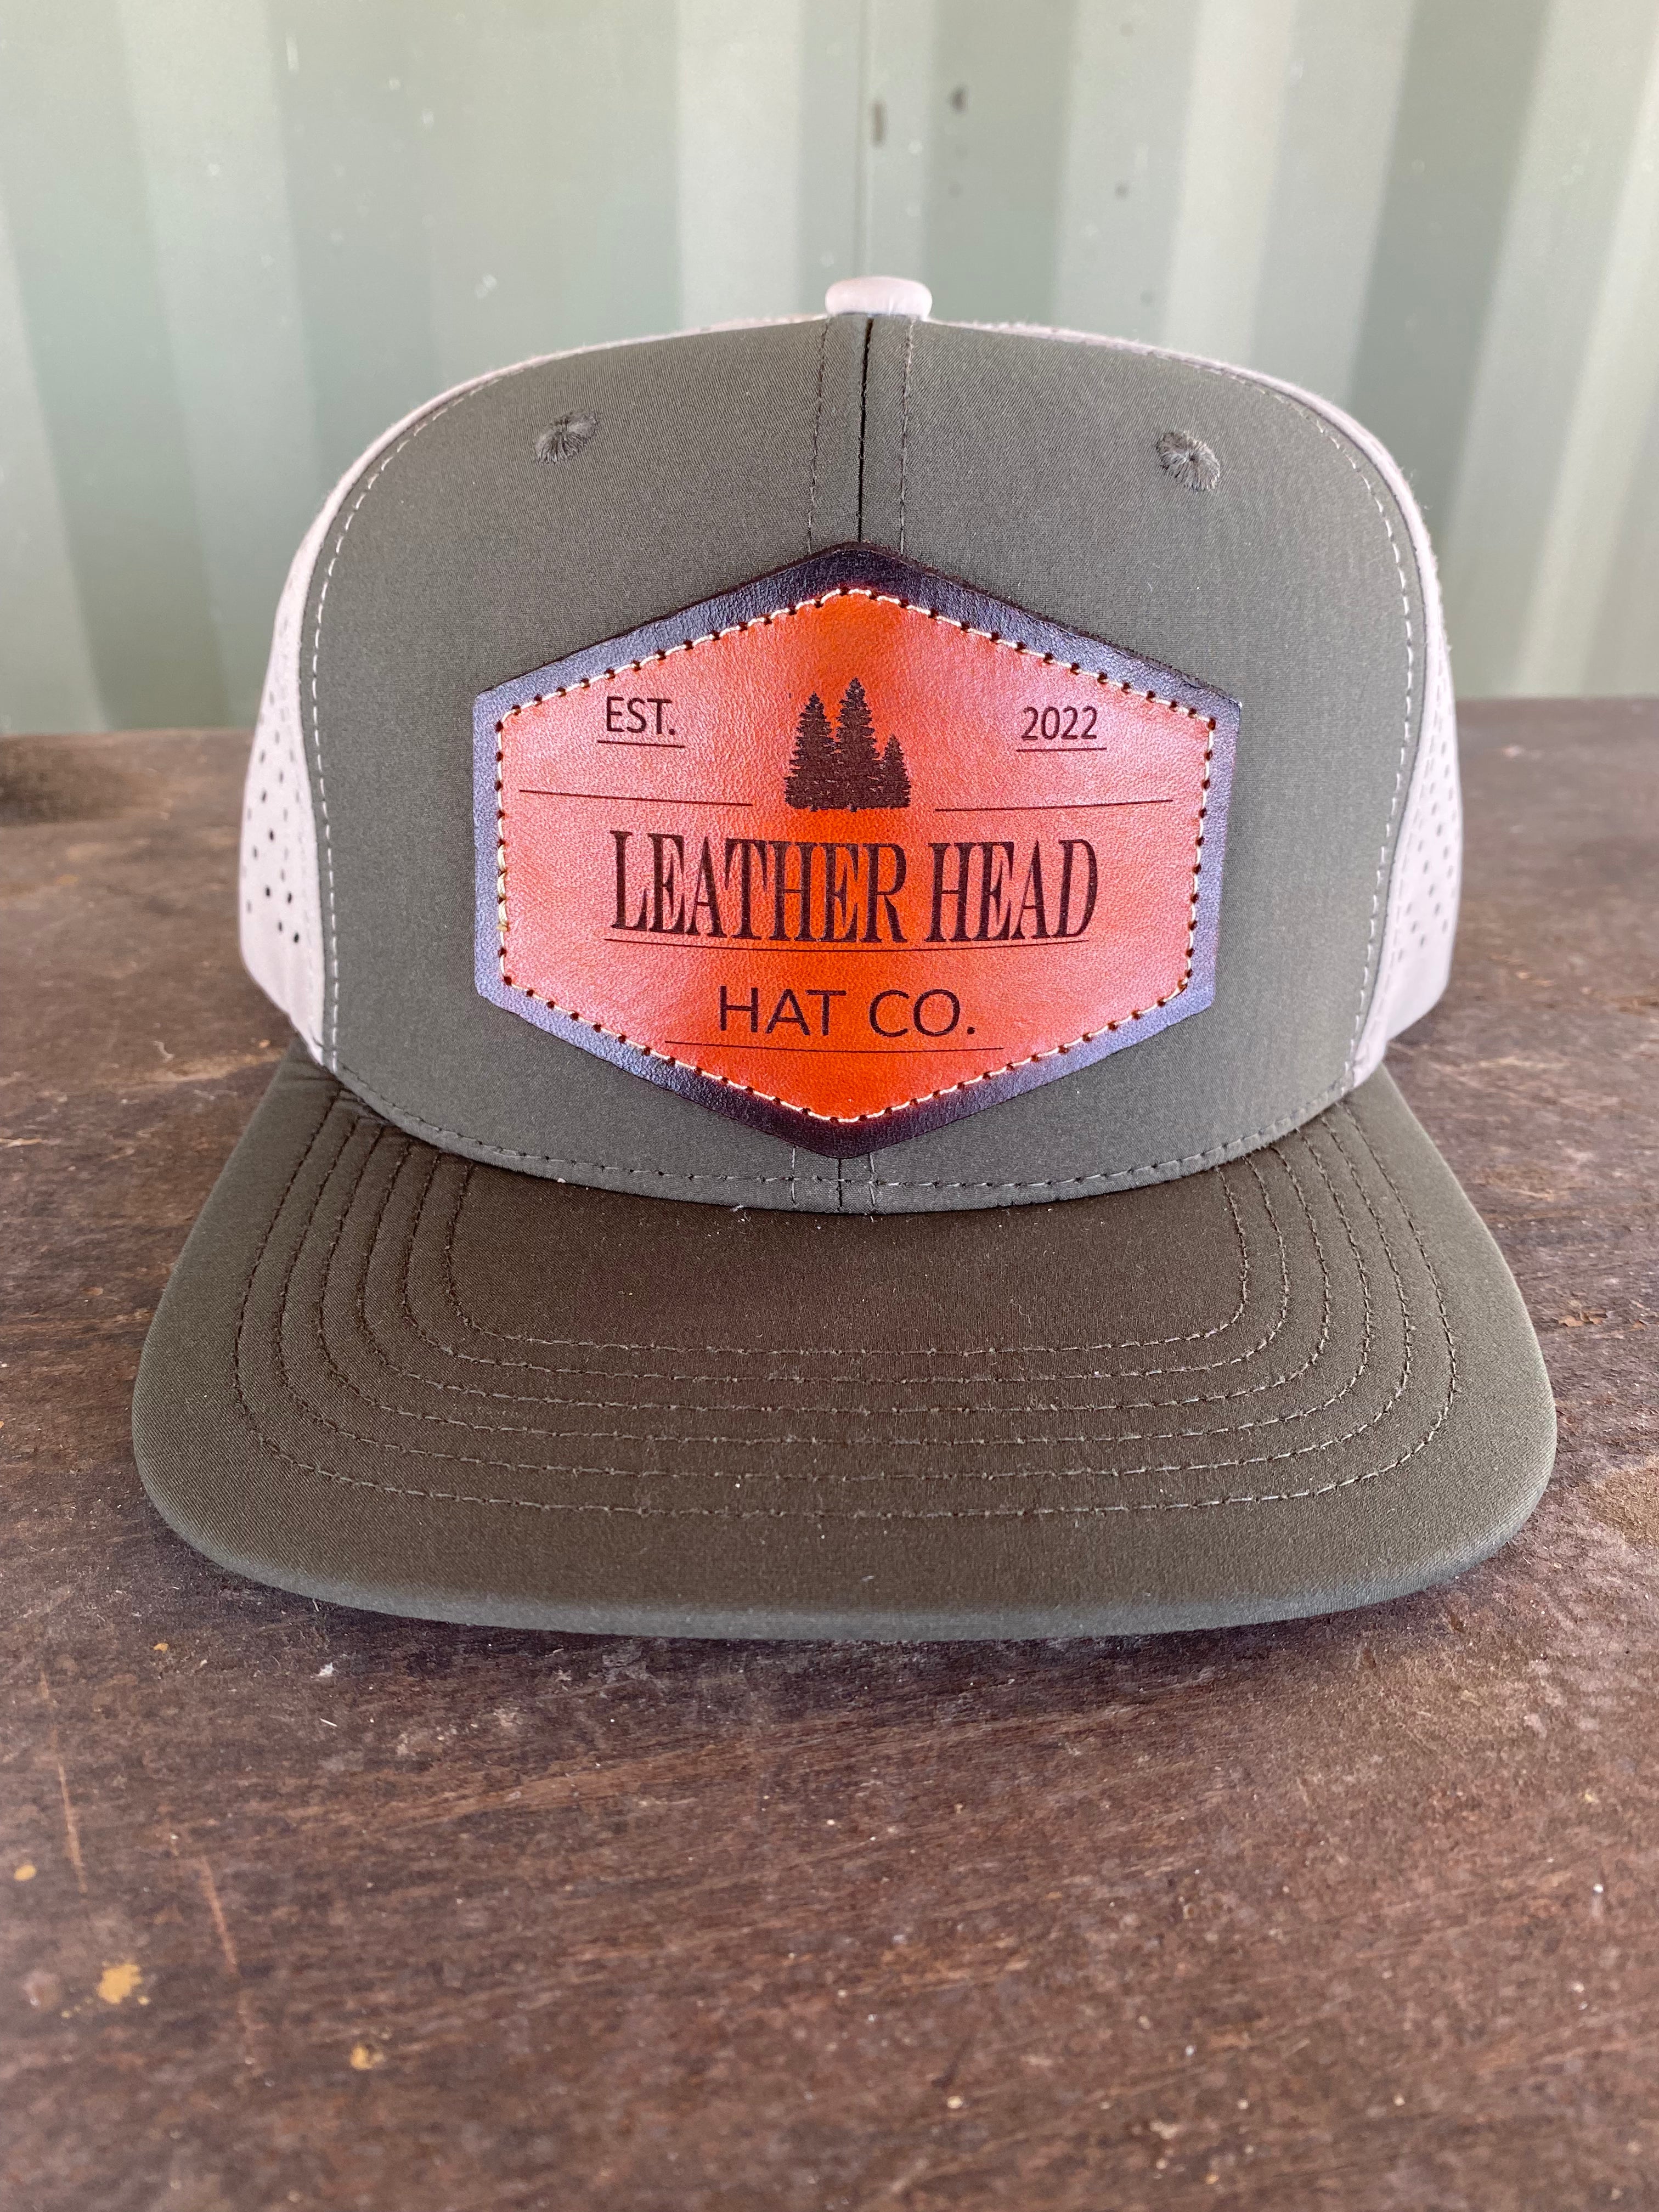 EST. 2022
LEATHER HEAD
HAT CO.